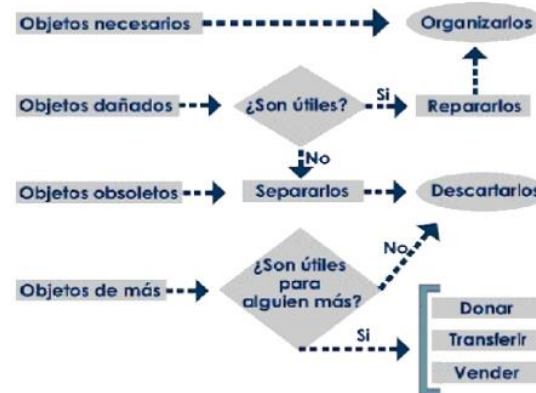 Objetos necesarios
Organizarlos
Objetos dañados
¿Son útiles?
Si
Repararlos
No
Objetos obsoletos
Separarlos
Descartarlos
Objetos de más
¿Son útiles
para
alguien más?
No
Si
Donar
Transferir
Vender